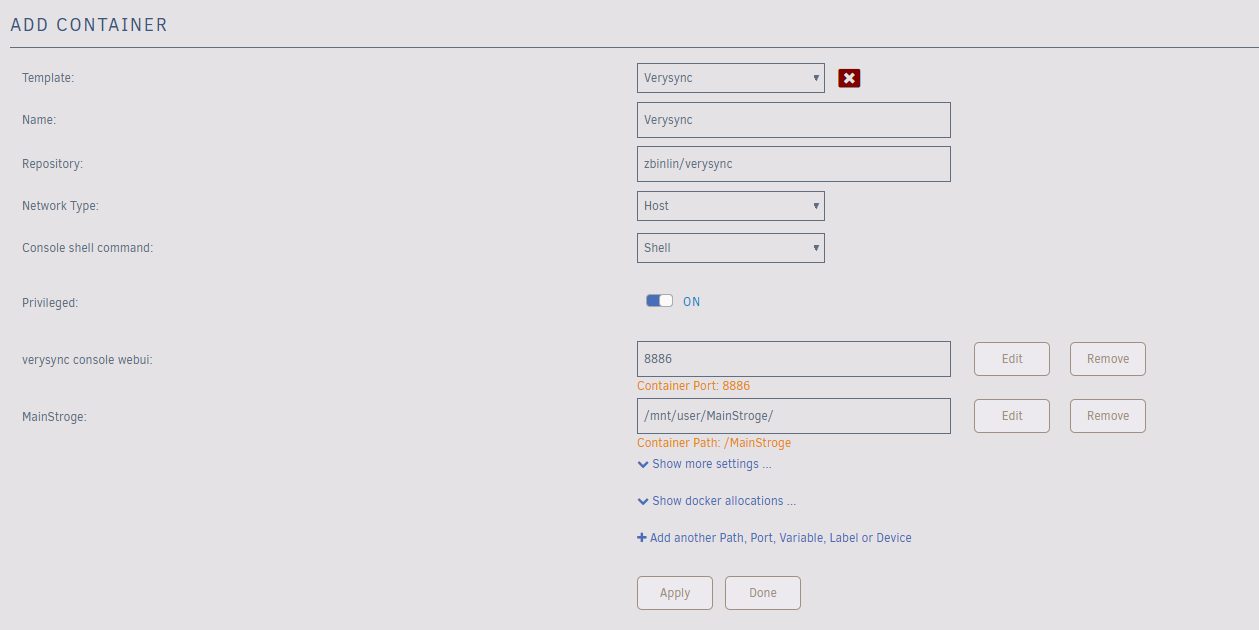 ADD CONTAINER
Template: Verysync
Name: Verysync
Repository: zbinlin/verysync
Network Type: Host
Console shell command: Shell
Privileged: ON
verysync console webui: 8886 Edit Remove
Container Port: 8886
MainStroge: /mnt/user/MainStroge/ Edit Remove
Container Path: /MainStroge
Show more settings ...
Show docker allocations ...
Add another Path, Port, Variable, Label or Device
Apply Done